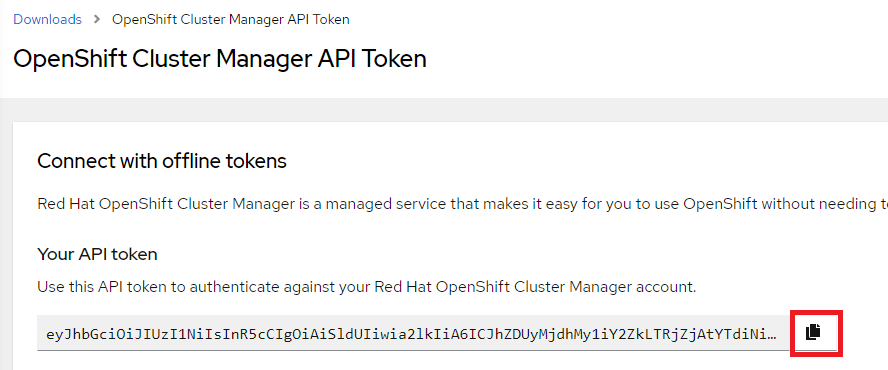 Downloads > OpenShift Cluster Manager API Token
OpenShift Cluster Manager API Token
Connect with offline tokens
Red Hat OpenShift Cluster Manager is a managed service that makes it easy for you to use OpenShift without needing t
Your API token
Use this API token to authenticate against your Red Hat OpenShift Cluster Manager account.
eyJhbGciOiJIUzI1NiIsInR5cCIgOiAiSldUIiwia2lkIiA6ICJhZDUyMjdhMy1iY2ZkLTRjZjAtYTdiNi…